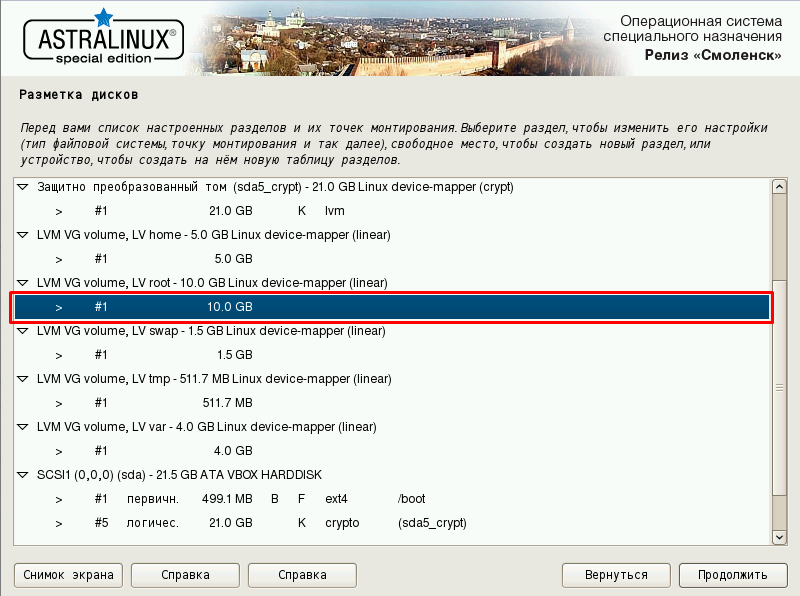 ASTRALINUX®
special edition
Операционная система
специального назначения
Релиз «Смоленск»
Разметка дисков
Перед вами список настроенных разделов и их точек монтирования. Выберите раздел, чтобы изменить его настройки
(тип файловой системы, точку монтирования и так далее), свободное место, чтобы создать новый раздел, или
устройство, чтобы создать на нём новую таблицу разделов.
Защитно преобразованный том (sda5_crypt) - 21.0 GB Linux device-mapper (crypt)
> #1 21.0 GB K lvm
LVM VG volume, LV home - 5.0 GB Linux device-mapper (linear)
> #1 5.0 GB
LVM VG volume, LV root - 10.0 GB Linux device-mapper (linear)
> #1 10.0 GB
LVM VG volume, LV swap - 1.5 GB Linux device-mapper (linear)
> #1 1.5 GB
LVM VG volume, LV tmp - 511.7 MB Linux device-mapper (linear)
> #1 511.7 MB
LVM VG volume, LV var - 4.0 GB Linux device-mapper (linear)
> #1 4.0 GB
SCSI1 (0,0,0) (sda) - 21.5 GB ATA VBOX HARDDISK
> #1 первичн. 499.1 MB B F ext4 /boot
> #5 логичес. 21.0 GB K crypto (sda5_crypt)
Снимок экрана Справка Справка Вернуться Продолжить